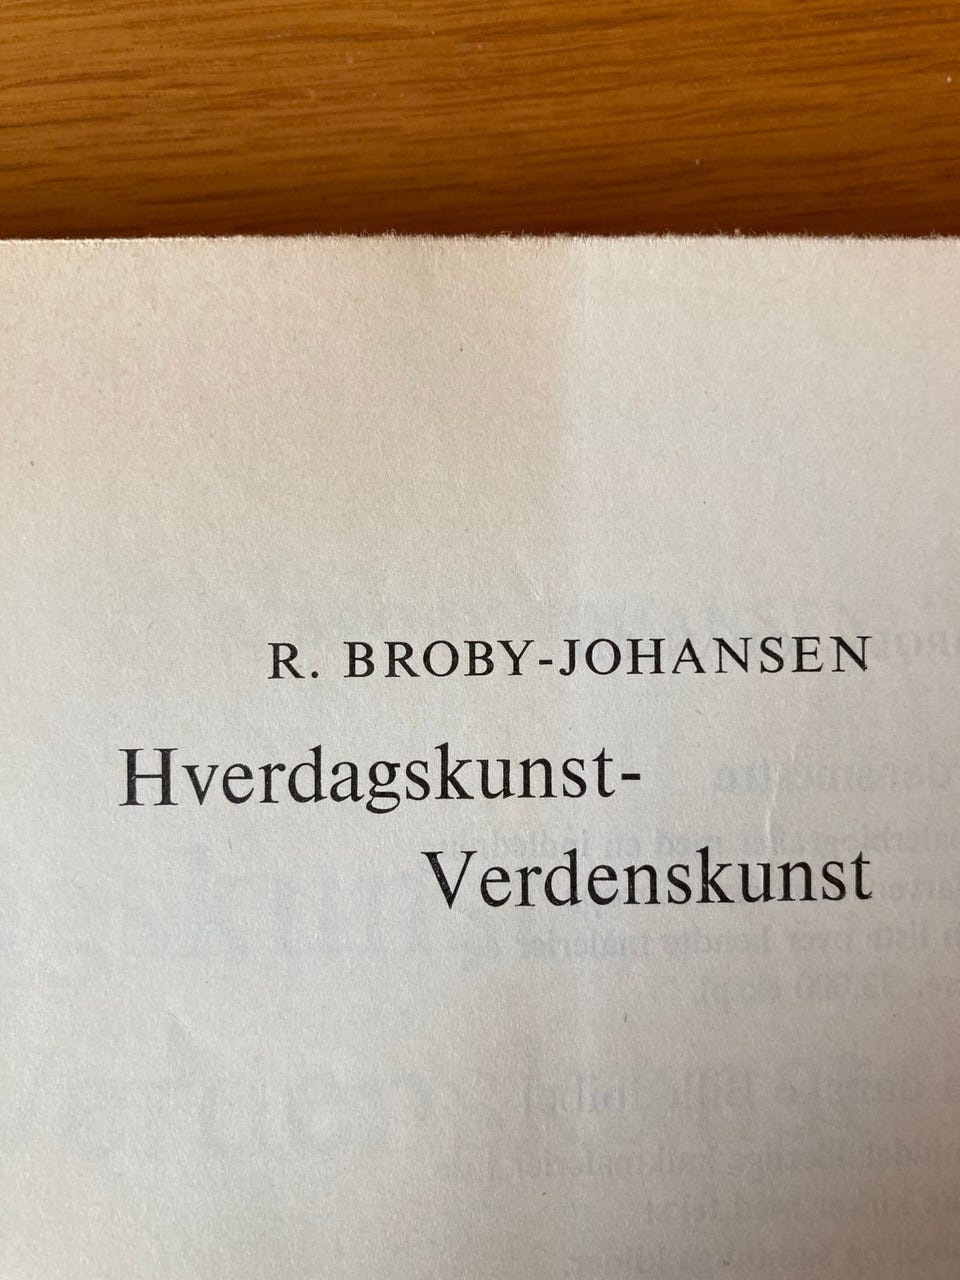 R. BROBY-JOHANSEN
Hverdagskunst-
Verdenskunst